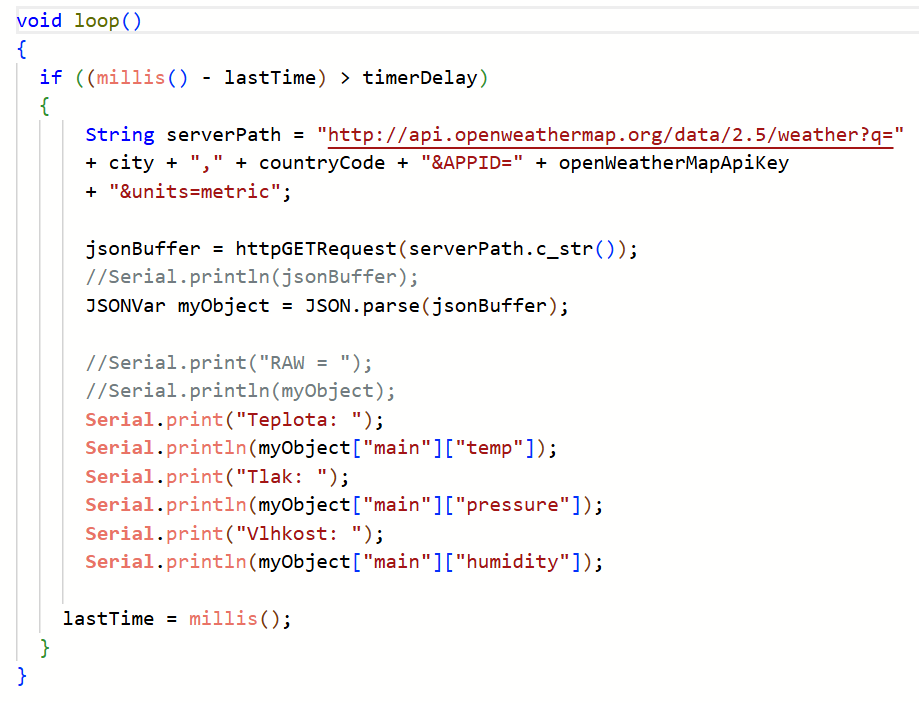 void loop()
{
  if ((millis() - lastTime) > timerDelay)
  {
      String serverPath = "http://api.openweathermap.org/data/2.5/weather?q="
      + city + "," + countryCode + "&APPID=" + openWeatherMapApiKey
      + "&units=metric";

      jsonBuffer = httpGETRequest(serverPath.c_str());
      //Serial.println(jsonBuffer);
      JSONVar myObject = JSON.parse(jsonBuffer);

      //Serial.print("RAW = ");
      //Serial.println(myObject);
      Serial.print("Teplota: ");
      Serial.println(myObject["main"]["temp"]);
      Serial.print("Tlak: ");
      Serial.println(myObject["main"]["pressure"]);
      Serial.print("Vlhkost: ");
      Serial.println(myObject["main"]["humidity"]);

    lastTime = millis();
  }
}